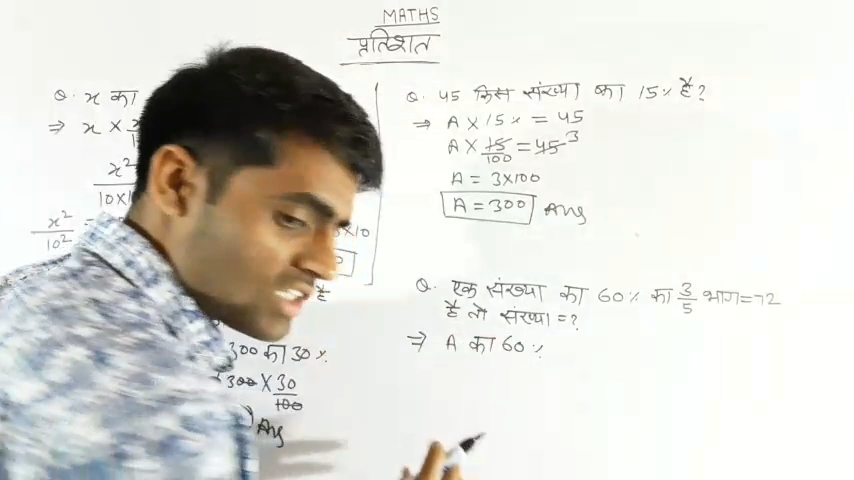 MATHS
प्रतिशत
Q. x का
⇒ x × 
x²
10×1
x²/10² =
×10
है
300 का 30%
300 × 30/100
Ans
Q. 45 किस संख्या का 15% है?
⇒ A × 15% = 45
A × 15/100 = 45 3
A = 3×100
A = 300 Ans
Q. एक संख्या का 60% का 3/5 भाग=72
है तो संख्या =?
⇒ A का 60%